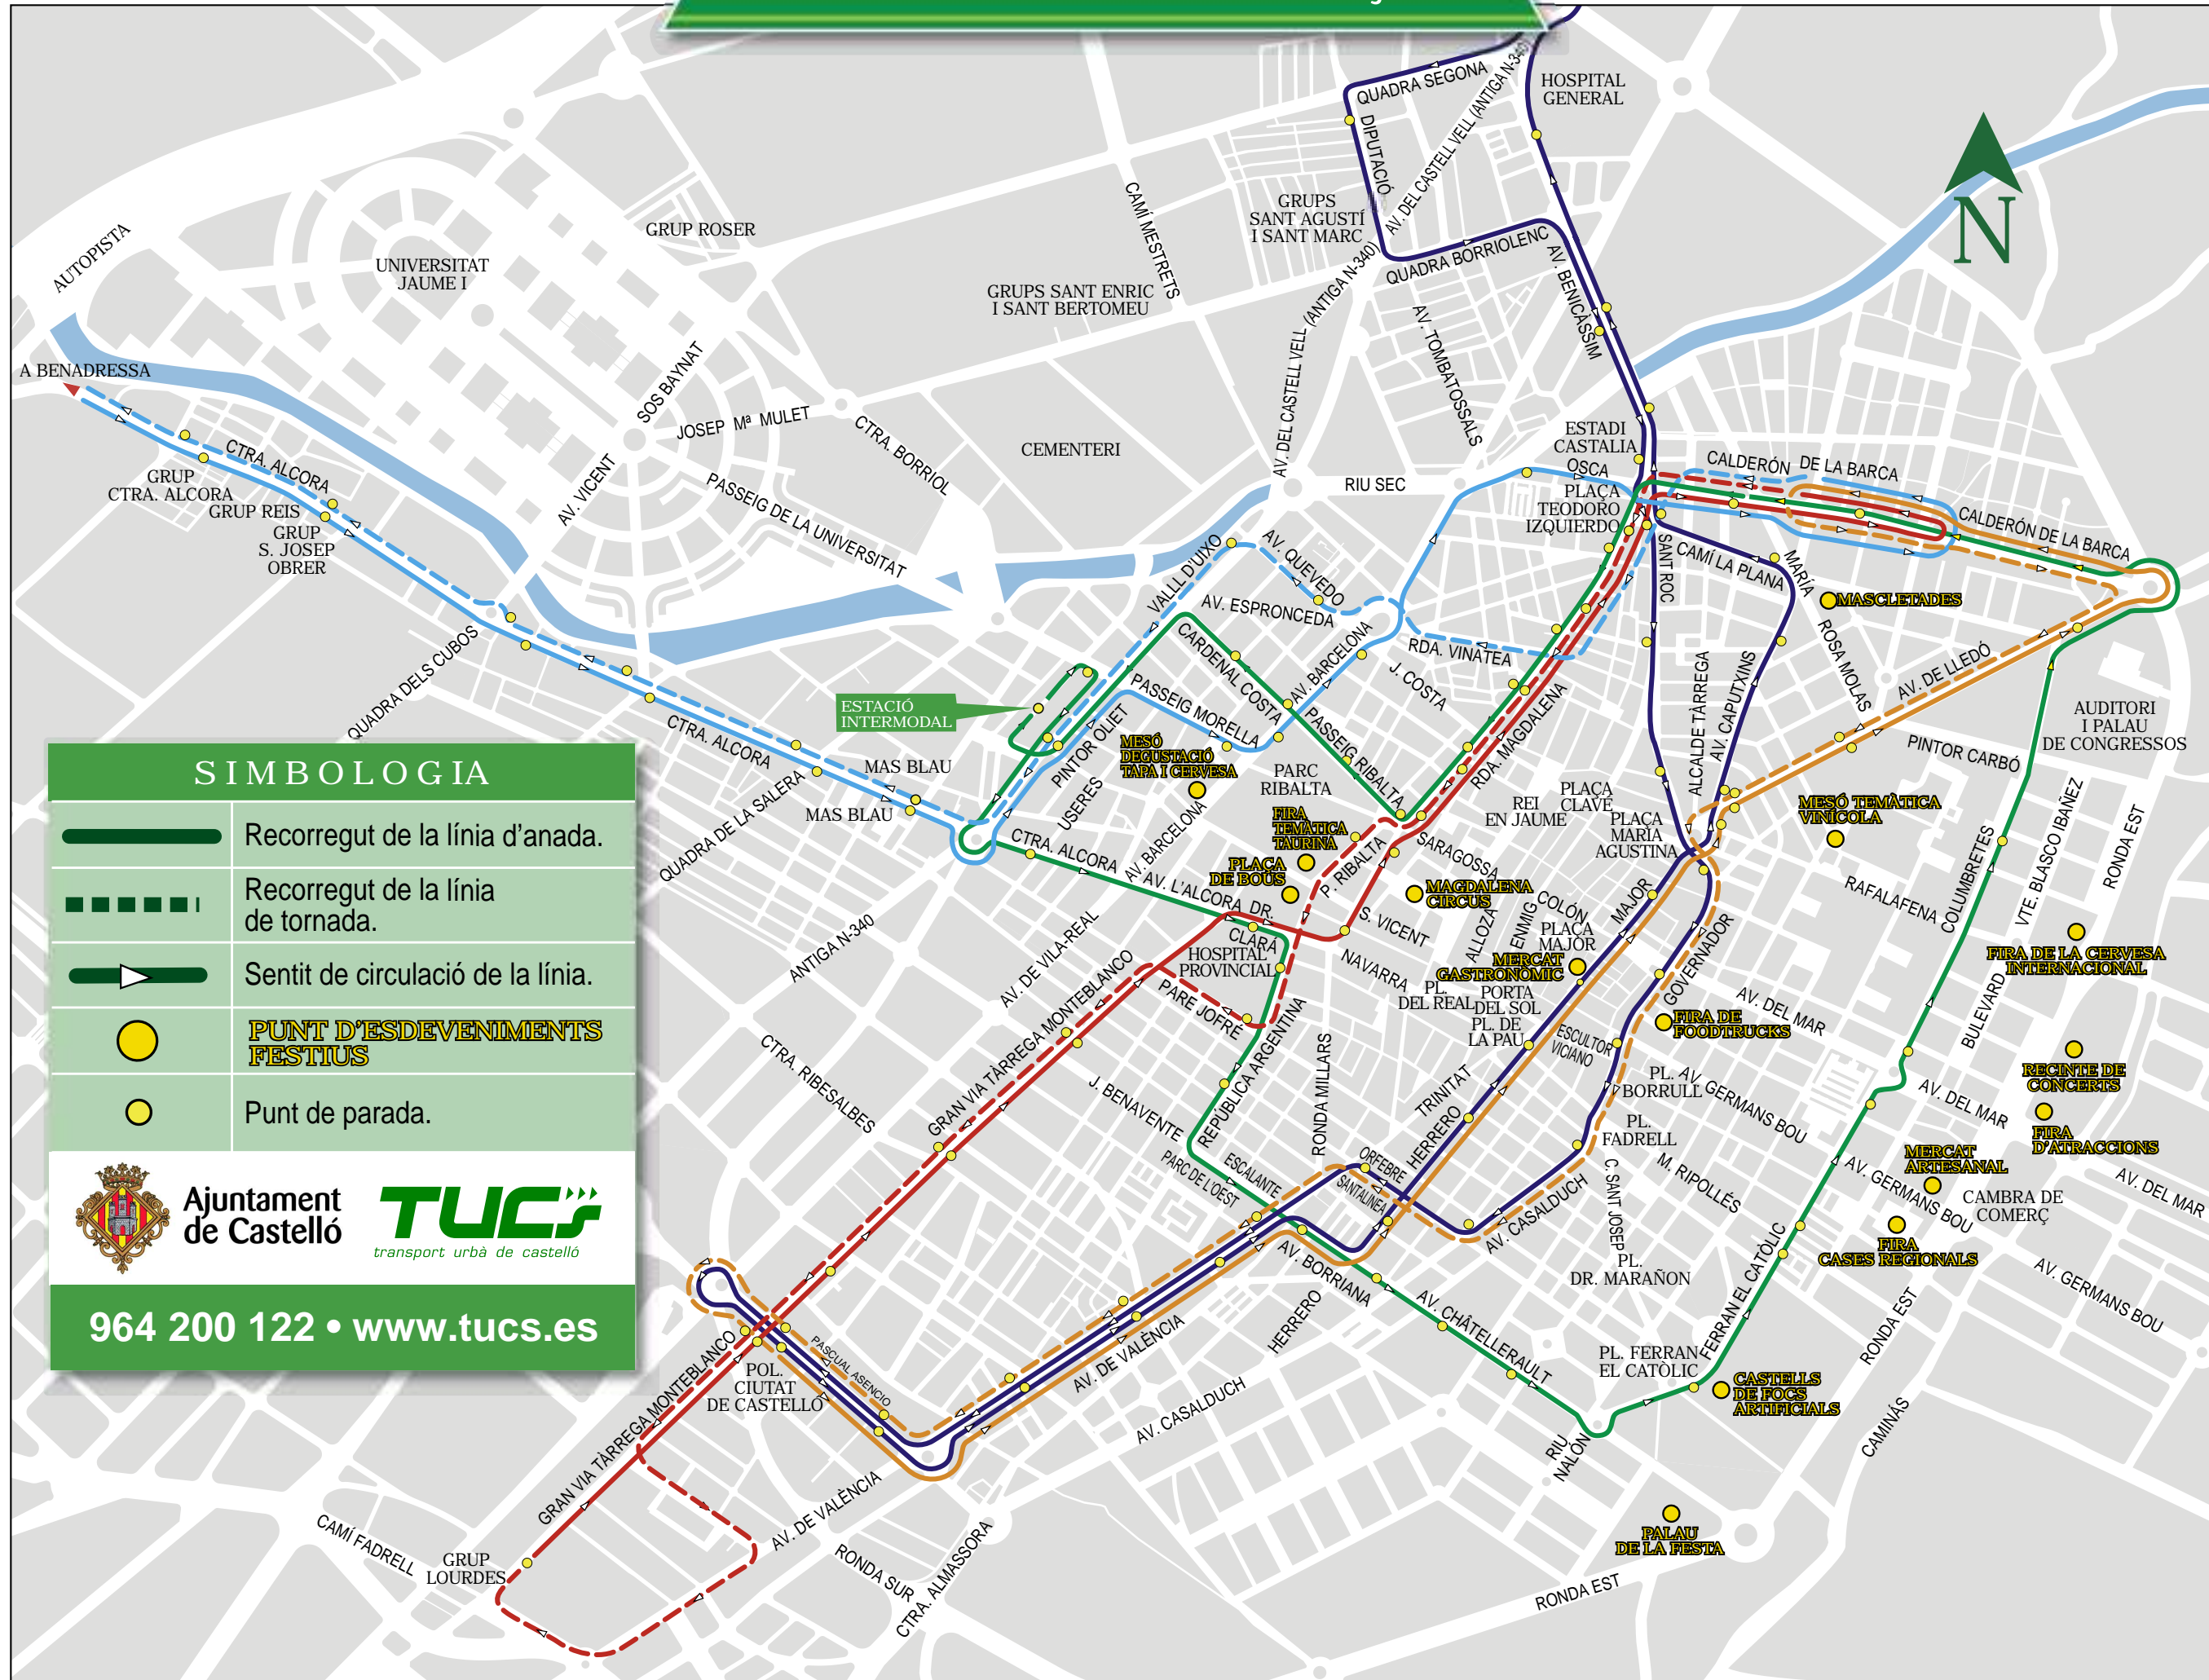 QUADRA SEGONA
HOSPITAL
GENERAL
DIPUTACIÓ
AV. DEL CASTELL VELL (ANTIGA N-340)
CAMÍ MESTRETS
GRUPS
SANT AGUSTÍ
I SANT MARC
N
GRUP ROSER
AUTOPISTA
UNIVERSITAT
JAUME I
QUADRA BORRIOLENC
AV. BENICÀSSIM
GRUPS SANT ENRIC
I SANT BERTOMEU
AV. DEL CASTELL VELL (ANTIGA N-340)
AV. TOMBATOSSALS
A BENADRESSA
SOS BAYNAT
JOSEP Mª MULET
CTRA. BORRIOL
CEMENTERI
ESTADI
CASTALIA
OSCA
CALDERÓN DE LA BARCA
CTRA. ALCORA
GRUP
CTRA. ALCORA
GRUP REIS
GRUP
S. JOSEP
OBRER
AV. VICENT
PASSEIG DE LA UNIVERSITAT
RIU SEC
PLAÇA
TEODORO
IZQUIERDO
CALDERÓN DE LA BARCA
VALL D'UIXO
AV. QUEVEDO
SANT ROC
CAMÍ LA PLANA
MARÍA
ROSA MOLAS
MASCLETADES
AV. ESPRONCEDA
CARDENAL COSTA
AV. BARCELONA
RDA. VINATEA
J. COSTA
QUADRA DELS CUBOS
ALCALDE TÀRREGA
AV. CAPUTXINS
AV. DE LLEDÓ
ESTACIÓ
INTERMODAL
PASSEIG MORELLA
PASSEIG RIBALTA
RDA. MAGDALENA
AUDITORI
I PALAU
DE CONGRESSOS
CTRA. ALCORA
PINTOR OLIET
MESÓ
DEGUSTACIÓ
TAPA I CERVESA
PARC
RIBALTA
PINTOR CARBÓ
SIMBOLOGIA
Recorregut de la línia d'anada.
Recorregut de la línia
de tornada.
Sentit de circulació de la línia.
PUNT D'ESDEVENIMENTS
FESTIUS
Punt de parada.
Ajuntament
de Castelló
TUCS
transport urbà de castelló
964 200 122 • www.tucs.es
MAS BLAU
MAS BLAU
QUADRA DE LA SALERA
USERES
AV. BARCELONA
REI
EN JAUME
PLAÇA
CLAVÉ
PLAÇA
MARÍA
AGUSTINA
MESÓ TEMÀTICA
VINÍCOLA
FIRA
TEMÀTICA
TAURINA
CTRA. ALCORA
AV. L'ALCORA DR.
CLARÀ
PLAÇA
DE BOUS
P. RIBALTA
SARAGOSSA
MAGDALENA
CIRCUS
COLÓN
ENMIG
ALLOZA
PLAÇA
MAJOR
MAJOR
RAFALAFENA
COLUMBRETES
VTE. BLASCO IBÁÑEZ
BULEVARD
RONDA EST
ANTIGA N-340
AV. DE VILA-REAL
HOSPITAL
PROVINCIAL
S. VICENT
NAVARRA
MERCAT
GASTRONÒMIC
PL.
DEL REAL
PORTA
DEL SOL
PL. DE
LA PAU
GOVERNADOR
FIRA DE
FOODTRUCKS
AV. DEL MAR
FIRA DE LA CERVESA
INTERNACIONAL
PARE JOFRÉ
GRAN VIA TÀRREGA MONTEBLANCO
REPÚBLICA ARGENTINA
RONDA MILLARS
ESCULTOR
VICIANO
PL.
BORRULL
AV. GERMANS BOU
RECINTE DE
CONCERTS
CTRA. RIBESALBES
J. BENAVENTE
TRINITAT
HERRERO
PL.
FADRELL
M. RIPOLLÉS
AV. DEL MAR
FIRA
D'ATRACCIONS
MERCAT
ARTESANAL
AV. GERMANS BOU
CAMBRA DE
COMERÇ
AV. DEL MAR
PARC DE L'OEST
ESCALANTE
ORFEBRE
SANTALINEA
AV. CASALDUCH
C. SANT JOSEP
PL.
DR. MARAÑON
FIRA
CASES REGIONALS
AV. GERMANS BOU
AV. BORRIANA
HERRERO
AV. CHÂTELLERAULT
FERRAN EL CATÒLIC
PL. FERRAN
EL CATÒLIC
RONDA EST
CASTELLS
DE FOCS
ARTIFICIALS
PASCUAL ASENCIO
POL.
CIUTAT
DE CASTELLÓ
AV. DE VALÈNCIA
AV. CASALDUCH
GRAN VIA TÀRREGA MONTEBLANCO
RIU
NALÓN
CAMINÀS
AV. DE VALÈNCIA
CAMÍ FADRELL
GRUP
LOURDES
RONDA SUR
CTRA. ALMASSORA
PALAU
DE LA FESTA
RONDA EST